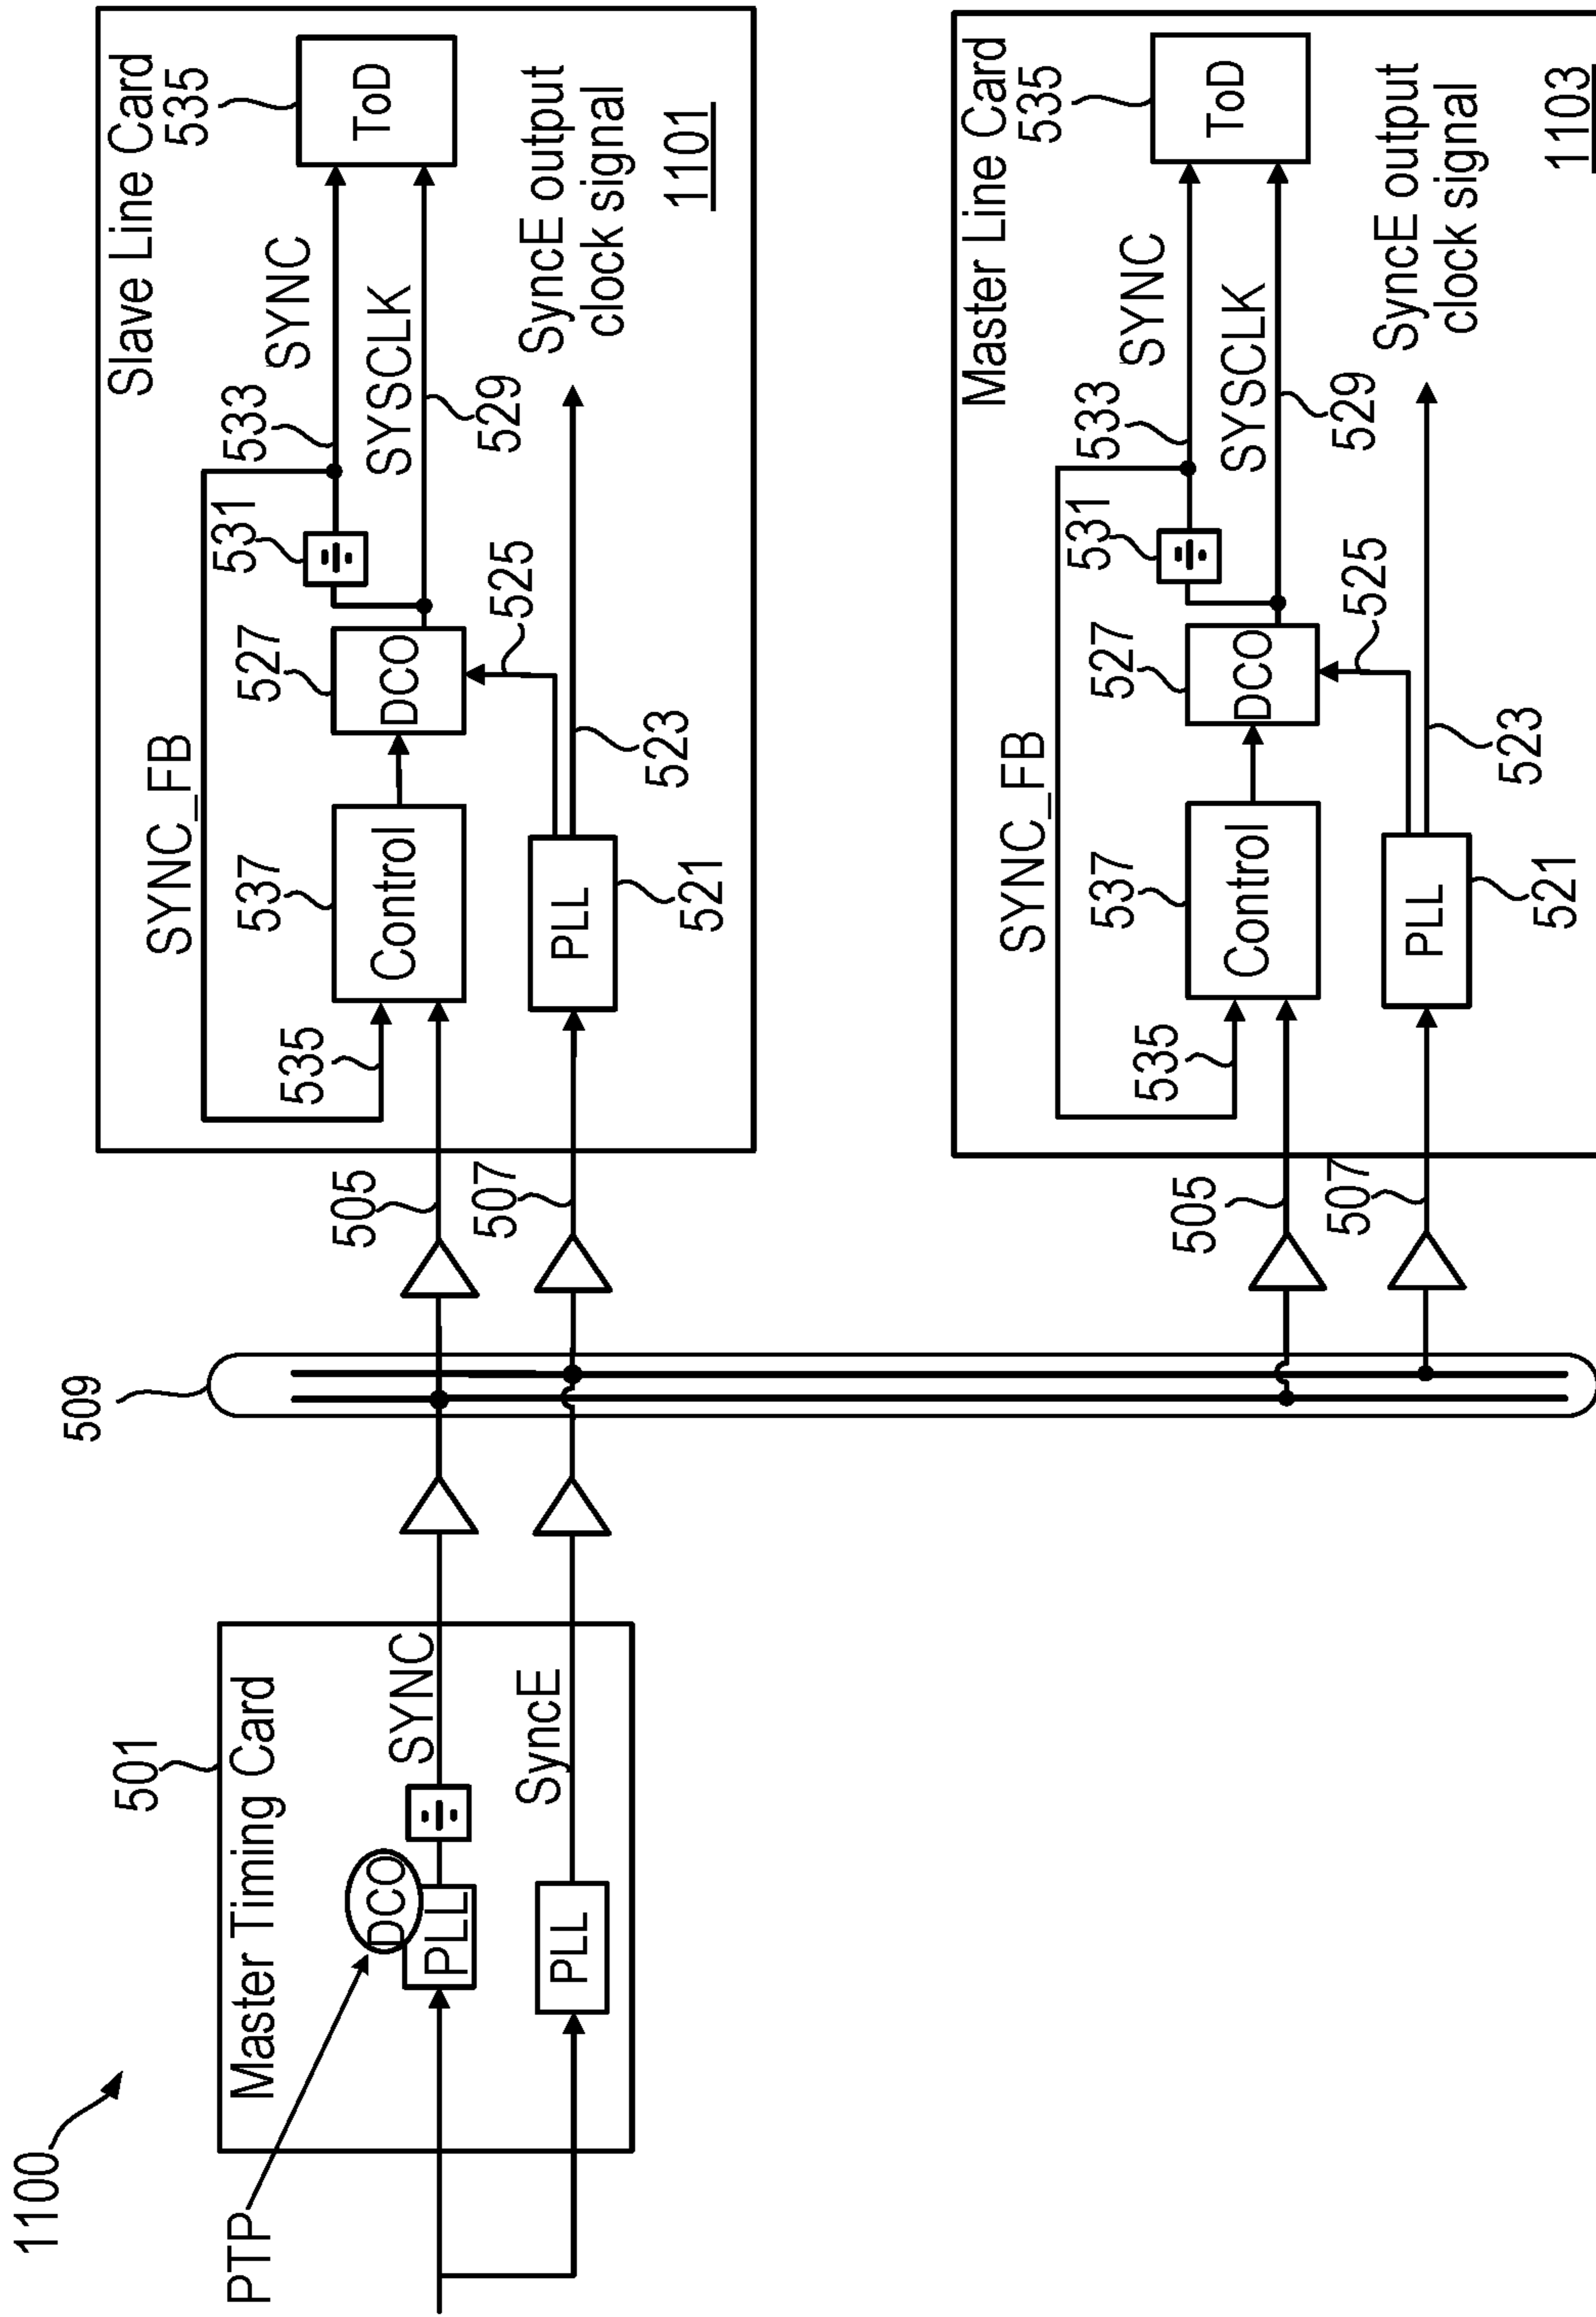 1100
PTP
501
Master Timing Card
DCO
PLL
÷
SYNC
PLL
SyncE
509
505
507
Slave Line Card
SYNC_FB
535
537
Control
527
DCO
531
÷
533
SYNC
SYSCLK
529
535
ToD
525
PLL
521
523
SyncE output
clock signal
1101
505
507
Master Line Card
SYNC_FB
535
537
Control
527
DCO
531
÷
533
SYNC
SYSCLK
529
535
ToD
525
PLL
521
523
SyncE output
clock signal
1103